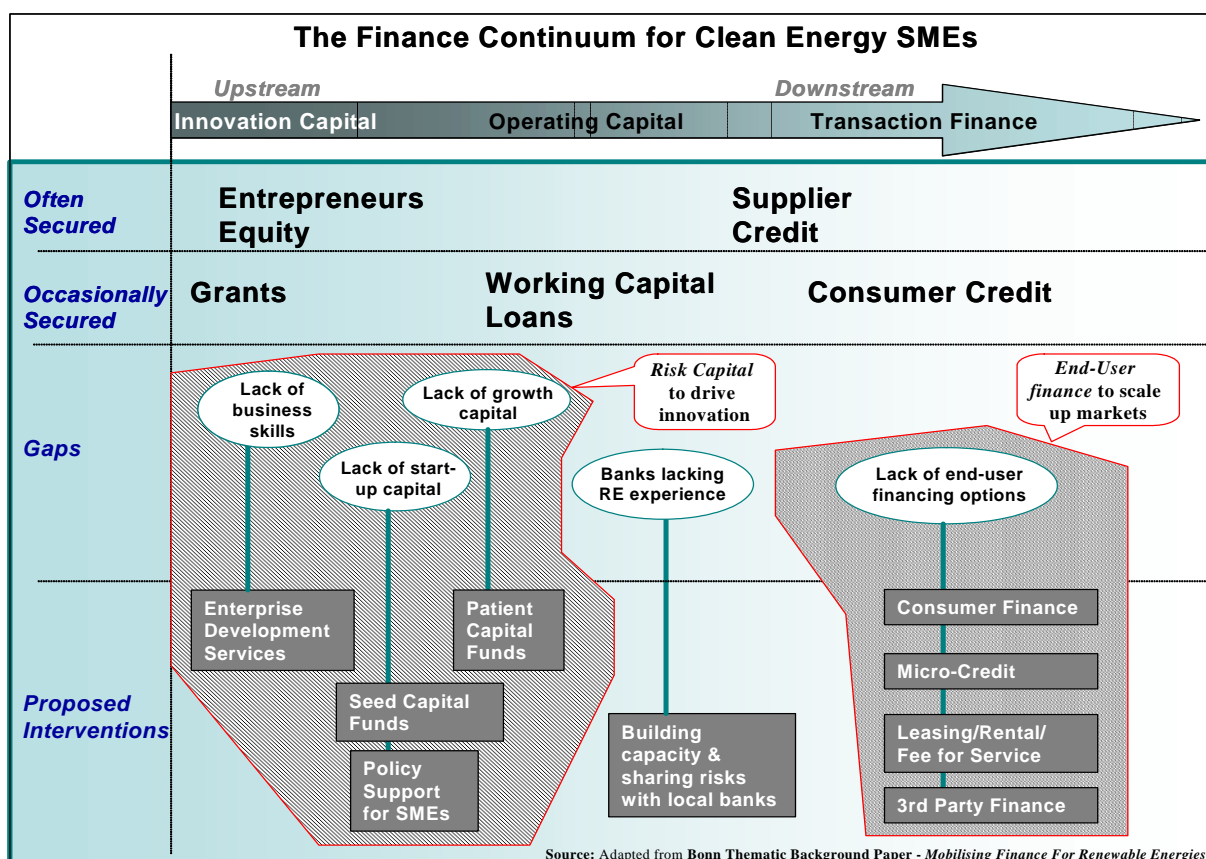 The Finance Continuum for Clean Energy SMEs
Upstream
Downstream
Innovation Capital
Operating Capital
Transaction Finance
Often
Secured
Entrepreneurs
Equity
Supplier
Credit
Occasionally
Secured
Grants
Working Capital
Loans
Consumer Credit
Gaps
Lack of
business
skills
Lack of growth
capital
Risk Capital
to drive
innovation
End-User
finance to scale
up markets
Lack of start-
up capital
Banks lacking
RE experience
Lack of end-user
financing options
Proposed
Interventions
Enterprise
Development
Services
Patient
Capital
Funds
Seed Capital
Funds
Policy
Support
for SMEs
Building
capacity &
sharing risks
with local banks
Consumer Finance
Micro-Credit
Leasing/Rental/
Fee for Service
3rd Party Finance
Source: Adapted from Bonn Thematic Background Paper - Mobilising Finance For Renewable Energies